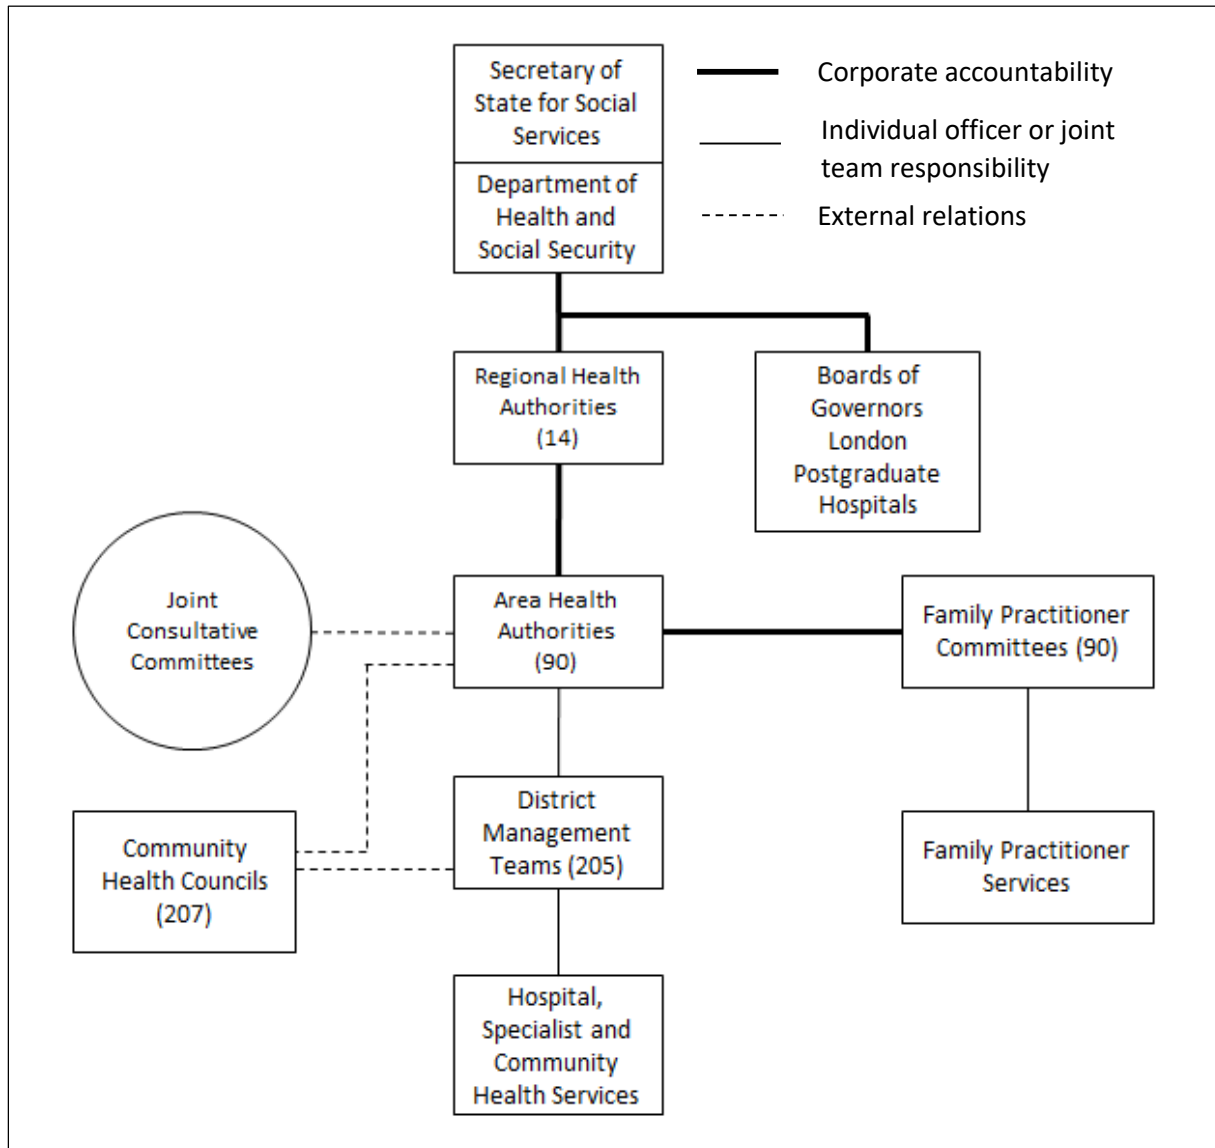 Secretary of
State for Social
Services
Department of
Health and
Social Security
Corporate accountability
Individual officer or joint
team responsibility
External relations
Regional Health
Authorities
(14)
Boards of
Governors
London
Postgraduate
Hospitals
Joint
Consultative
Committees
Area Health
Authorities
(90)
Family Practitioner
Committees (90)
Community
Health Councils
(207)
District
Management
Teams (205)
Family Practitioner
Services
Hospital,
Specialist and
Community
Health Services